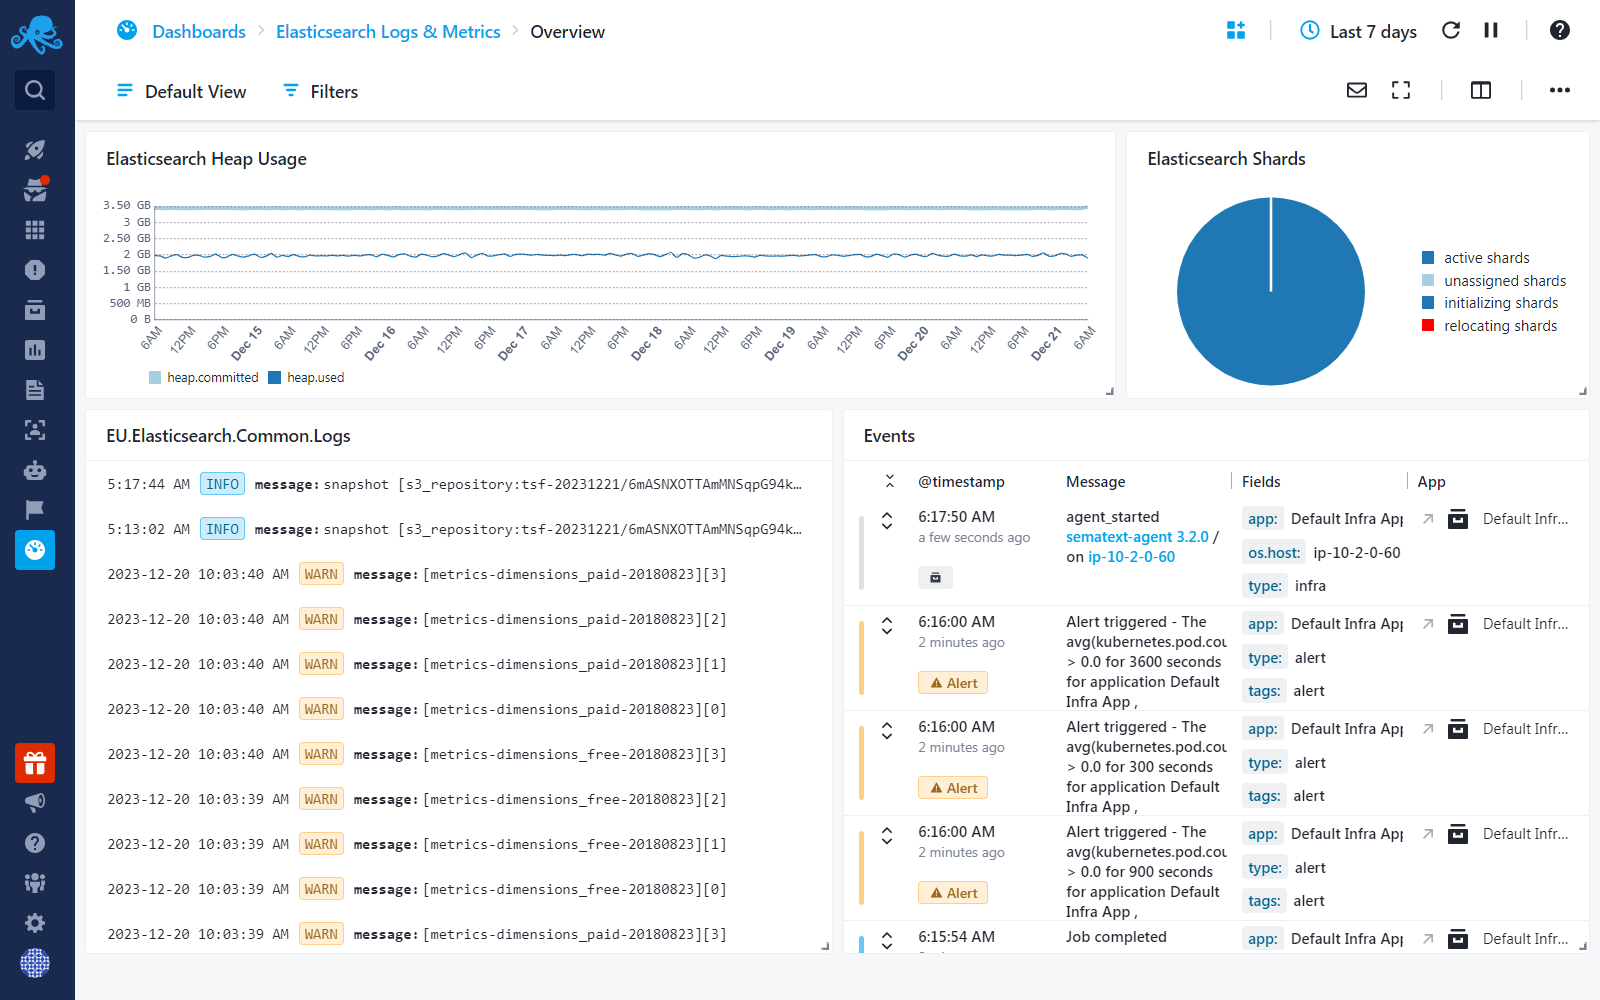 Dashboards > Elasticsearch Logs & Metrics > Overview
Last 7 days
Default View
Filters
Elasticsearch Heap Usage
3.50 GB
3 GB
2.50 GB
2 GB
1.50 GB
1 GB
500 MB
0 B
6AM 12PM 6PM Dec 15 6AM 12PM 6PM Dec 16 6AM 12PM 6PM Dec 17 6AM 12PM 6PM Dec 18 6AM 12PM 6PM Dec 19 6AM 12PM 6PM Dec 20 6AM 12PM 6PM Dec 21 6AM
heap.committed heap.used
Elasticsearch Shards
active shards
unassigned shards
initializing shards
relocating shards
EU.Elasticsearch.Common.Logs
5:17:44 AM INFO message: snapshot [s3_repository:tsf-20231221/6mASNXOTTAmMNSqpG94k…
5:13:02 AM INFO message: snapshot [s3_repository:tsf-20231221/6mASNXOTTAmMNSqpG94k…
2023-12-20 10:03:40 AM WARN message: [metrics-dimensions_paid-20180823][3]
2023-12-20 10:03:40 AM WARN message: [metrics-dimensions_paid-20180823][2]
2023-12-20 10:03:40 AM WARN message: [metrics-dimensions_paid-20180823][1]
2023-12-20 10:03:40 AM WARN message: [metrics-dimensions_paid-20180823][0]
2023-12-20 10:03:40 AM WARN message: [metrics-dimensions_free-20180823][3]
2023-12-20 10:03:39 AM WARN message: [metrics-dimensions_free-20180823][2]
2023-12-20 10:03:39 AM WARN message: [metrics-dimensions_free-20180823][1]
2023-12-20 10:03:39 AM WARN message: [metrics-dimensions_free-20180823][0]
2023-12-20 10:03:39 AM WARN message: [metrics-dimensions_paid-20180823][3]
Events
@timestamp Message Fields App
6:17:50 AM
a few seconds ago
agent_started
sematext-agent 3.2.0 /
on ip-10-2-0-60
app: Default Infra App
os.host: ip-10-2-0-60
type: infra
Default Infr...
6:16:00 AM
2 minutes ago
Alert
Alert triggered - The
avg(kubernetes.pod.cou
> 0.0 for 3600 seconds
for application Default
Infra App ,
app: Default Infra App
type: alert
tags: alert
Default Infr...
6:16:00 AM
2 minutes ago
Alert
Alert triggered - The
avg(kubernetes.pod.cou
> 0.0 for 300 seconds
for application Default
Infra App ,
app: Default Infra App
type: alert
tags: alert
Default Infr...
6:16:00 AM
2 minutes ago
Alert
Alert triggered - The
avg(kubernetes.pod.cou
> 0.0 for 900 seconds
for application Default
Infra App ,
app: Default Infra App
type: alert
tags: alert
Default Infr...
6:15:54 AM
Job completed
app: Default Infra App
Default Infr...